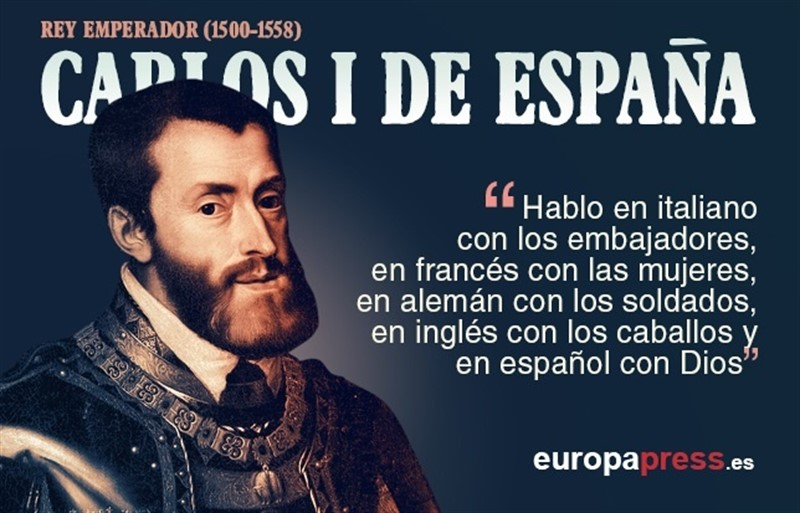 REY EMPERADOR (1500-1558)
CARLOS I DE ESPAÑA
“ Hablo en italiano
con los embajadores,
en francés con las mujeres,
en alemán con los soldados,
en inglés con los caballos y
en español con Dios”
europapress.es